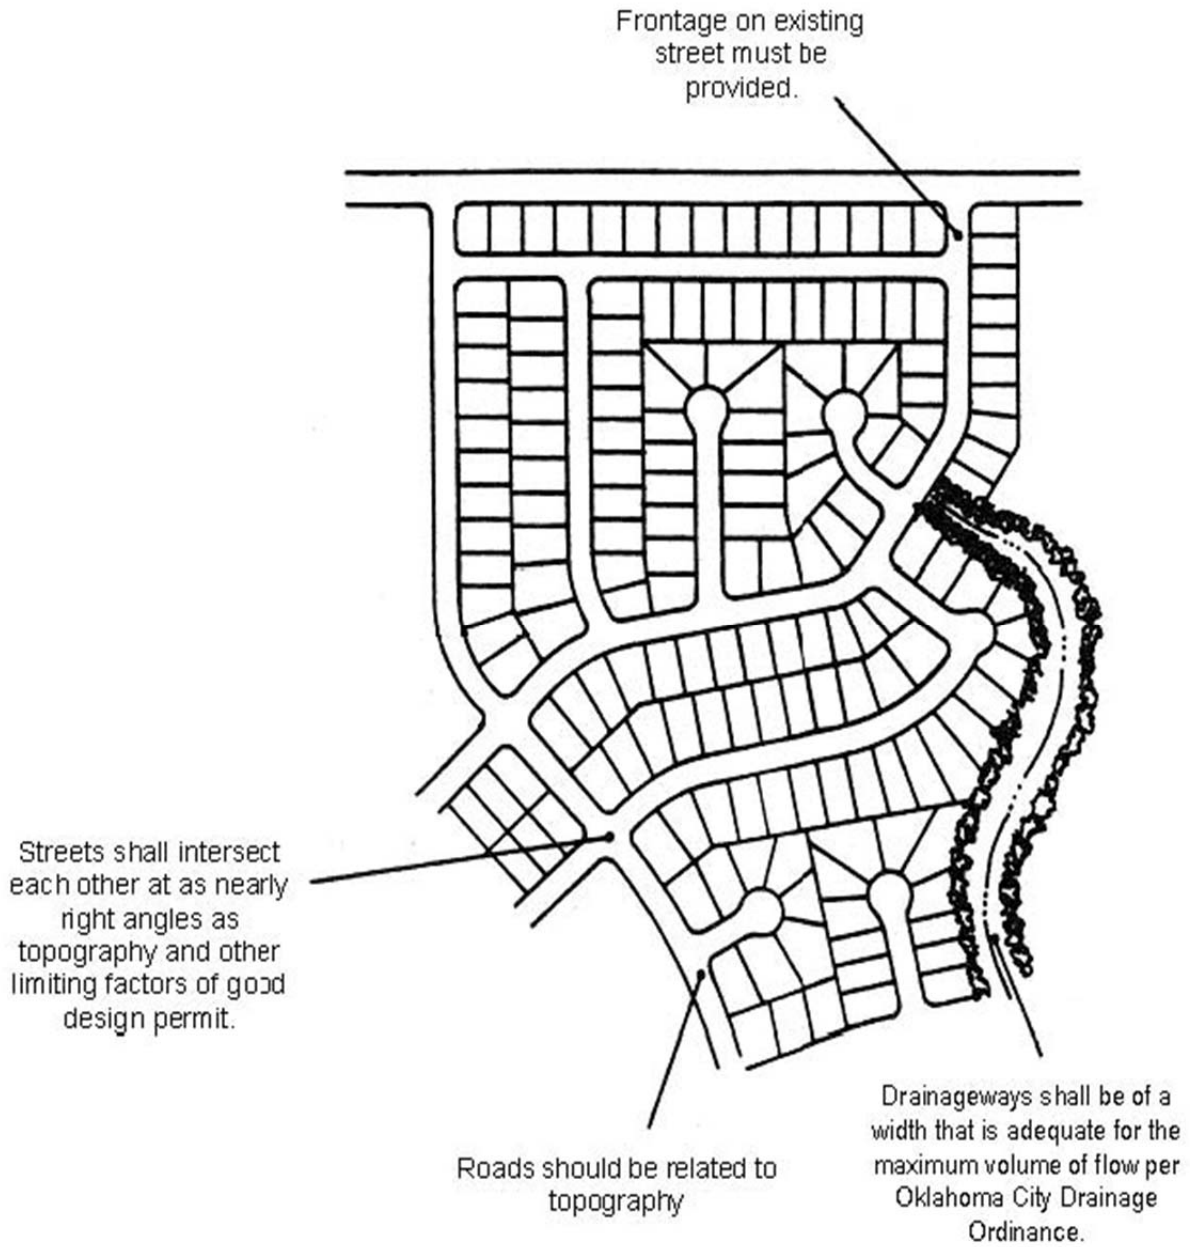 Frontage on existing
street must be
provided.
Streets shall intersect
each other at as nearly
right angles as
topography and other
limiting factors of good
design permit.
Roads should be related to
topography
Drainageways shall be of a
width that is adequate for the
maximum volume of flow per
Oklahoma City Drainage
Ordinance.